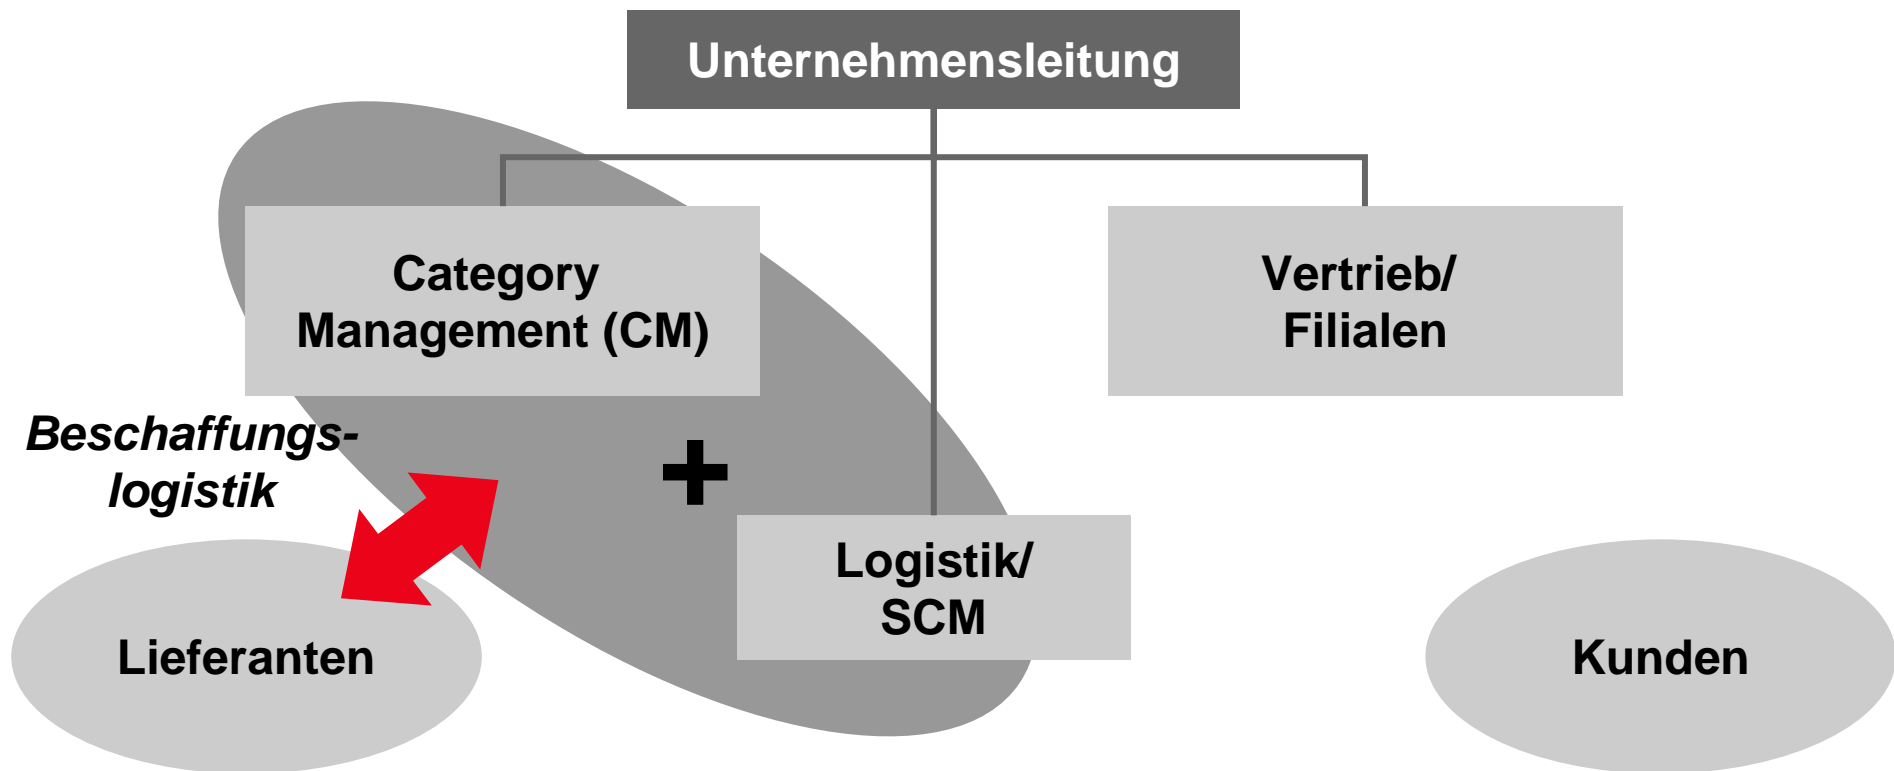 Unternehmensleitung
Category
Management (CM)
Vertrieb/
Filialen
Beschaffungs-
logistik
+
Logistik/
SCM
Lieferanten
Kunden